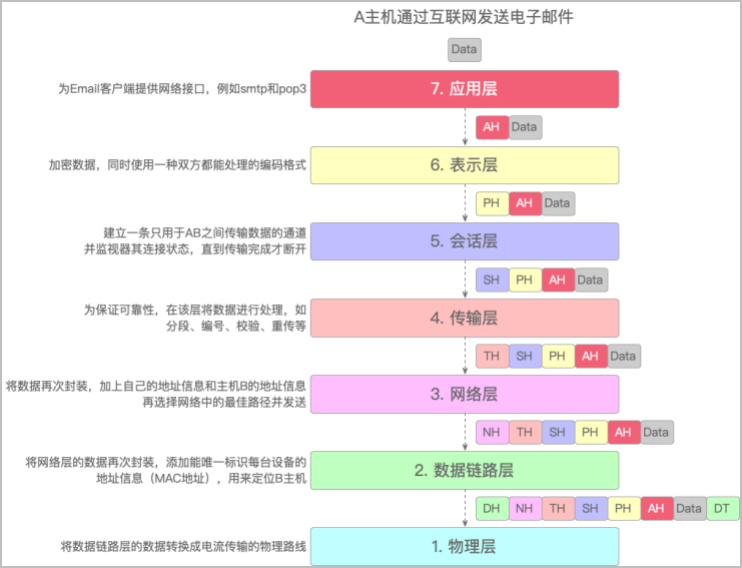 A主机通过互联网发送电子邮件
Data
为Email客户端提供网络接口，例如smtp和pop3
7. 应用层
AH Data
加密数据，同时使用一种双方都能处理的编码格式
6. 表示层
PH AH Data
建立一条只用于AB之间传输数据的通道
并监视器其连接状态，直到传输完成才断开
5. 会话层
SH PH AH Data
为保证可靠性，在该层将数据进行处理，如
分段、编号、校验、重传等
4. 传输层
TH SH PH AH Data
将数据再次封装，加上自己的地址信息和主机B的地址信息
再选择网络中的最佳路径并发送
3. 网络层
NH TH SH PH AH Data
将网络层的数据再次封装，添加能唯一标识每台设备的
地址信息（MAC地址），用来定位B主机
2. 数据链路层
DH NH TH SH PH AH Data DT
将数据链路层的数据转换成电流传输的物理路线
1. 物理层